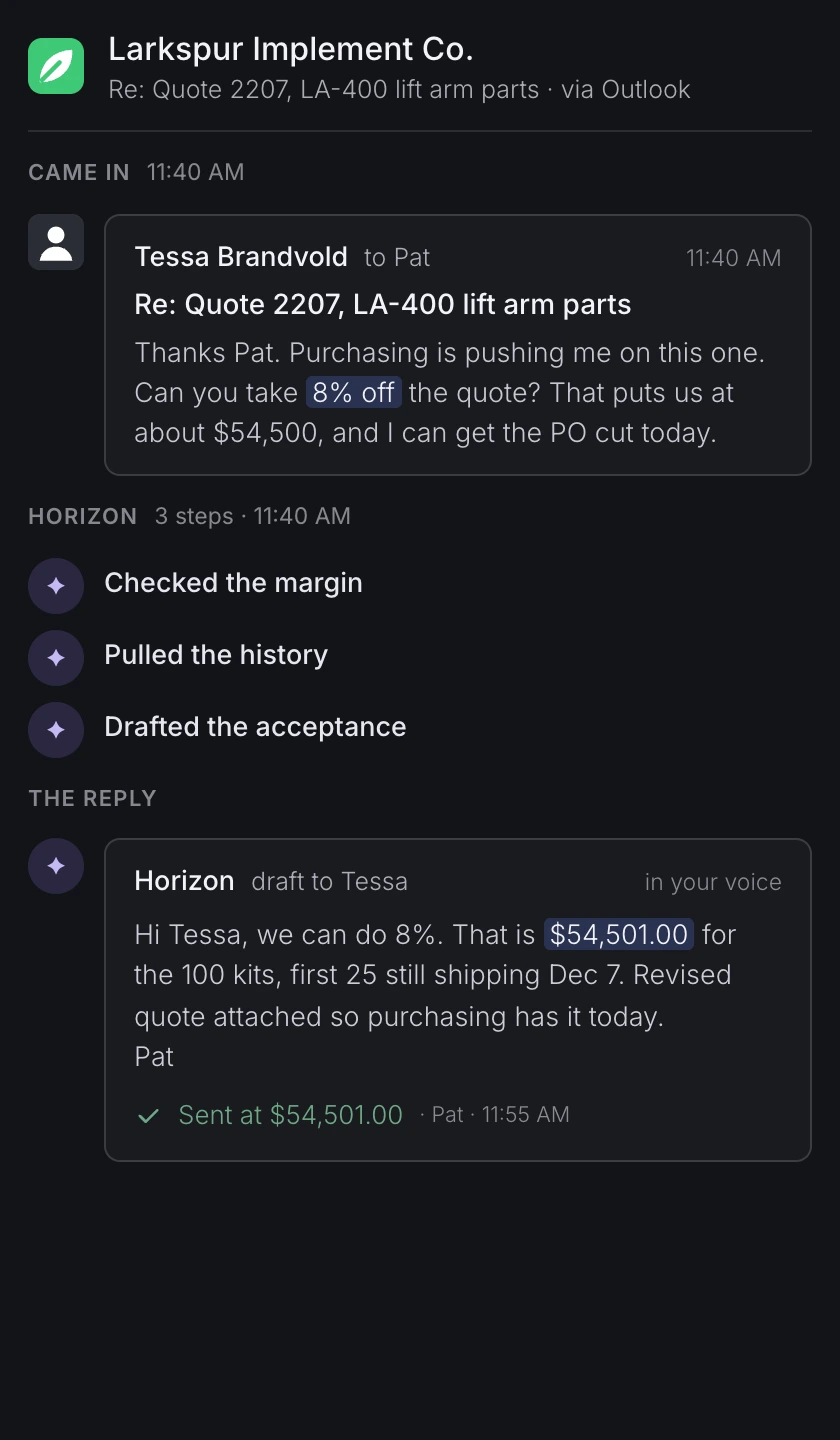 Larkspur Implement Co.
Re: Quote 2207, LA-400 lift arm parts · via Outlook
CAME IN 11:40 AM
Tessa Brandvold to Pat 11:40 AM
Re: Quote 2207, LA-400 lift arm parts
Thanks Pat. Purchasing is pushing me on this one.
Can you take 8% off the quote? That puts us at
about $54,500, and I can get the PO cut today.
HORIZON 3 steps · 11:40 AM
Checked the margin
Pulled the history
Drafted the acceptance
THE REPLY
Horizon draft to Tessa in your voice
Hi Tessa, we can do 8%. That is $54,501.00 for
the 100 kits, first 25 still shipping Dec 7. Revised
quote attached so purchasing has it today.
Pat
Sent at $54,501.00 · Pat · 11:55 AM